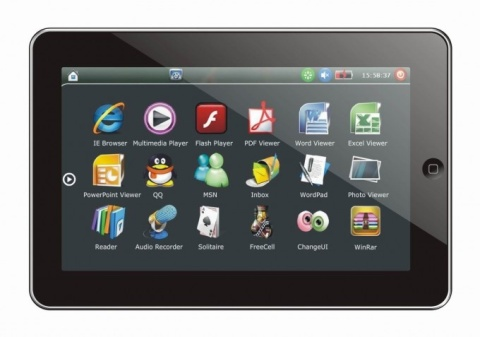 15:50:37
IE Browser Multimedia Player Flash Player PDF Viewer Word Viewer Excel Viewer
PowerPoint Viewer QQ MSN Inbox WordPad Photo Viewer
Reader Audio Recorder Solitaire FreeCell ChangeUI WinRar